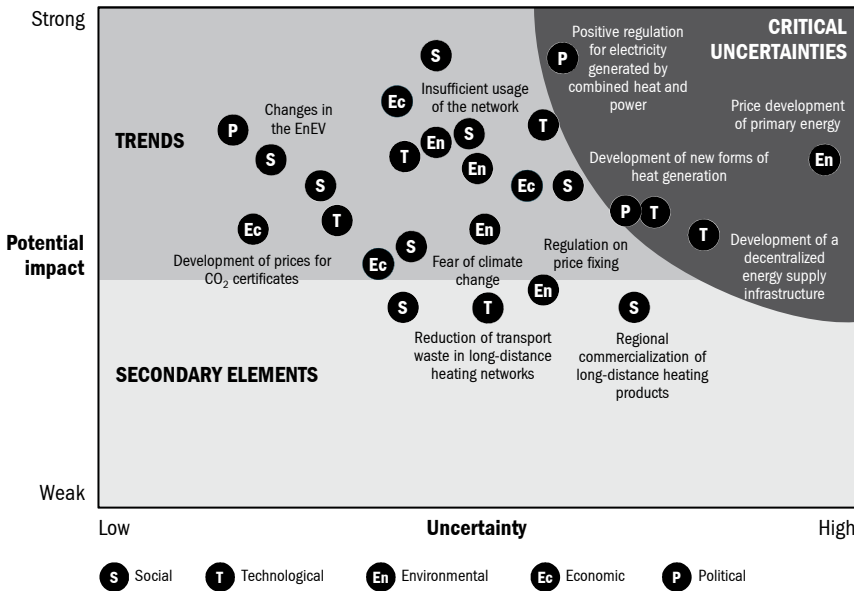 Strong
CRITICAL
UNCERTAINTIES
Positive regulation
for electricity
generated by
combined heat and
power
P
S
Insufficient usage
of the network
Ec
Price development
of primary energy
Changes in
the EnEV
P
T
S
En
TRENDS
T
En
S
En
Development of new forms of
heat generation
S
Ec
S
P
T
T
Ec
T
En
Potential
impact
S
Ec
Development of prices for
CO2 certificates
Fear of climate
change
Regulation on
price fixing
Development of a
decentralized
energy supply
infrastructure
En
S
T
S
Reduction of transport
waste in long-distance
heating networks
Regional
commercialization of
long-distance heating
products
SECONDARY ELEMENTS
Weak
Low
Uncertainty
High
S Social
T Technological
En Environmental
Ec Economic
P Political